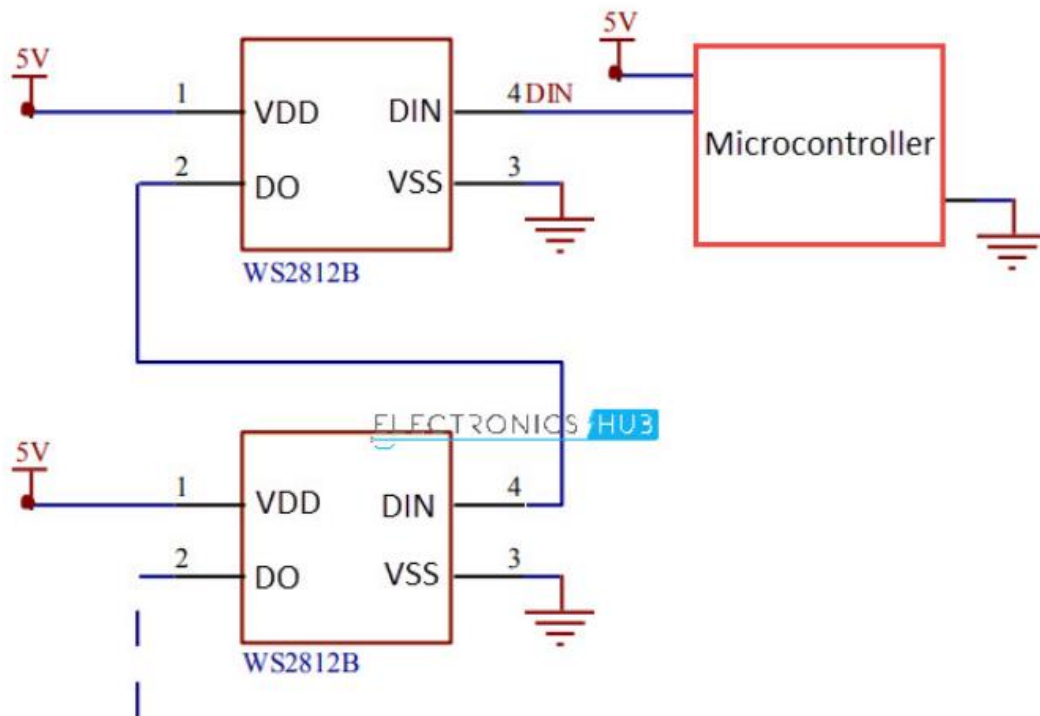 5V
1
VDD
DIN
4
DIN
2
DO
VSS
3
WS2812B
5V
Microcontroller
ELECTRONICS HUB
5V
1
VDD
DIN
4
2
DO
VSS
3
WS2812B